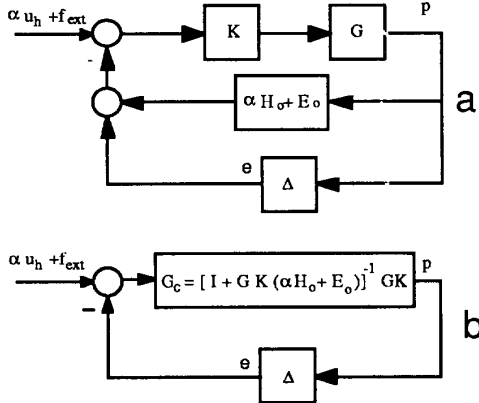 α u_h + f_ext
p
K
G
-
α H_o + E_o
a
e
Δ
α u_h + f_ext
G_c = [ I + G K (α H_o + E_o)]^-1 GK
p
–
b
e
Δ